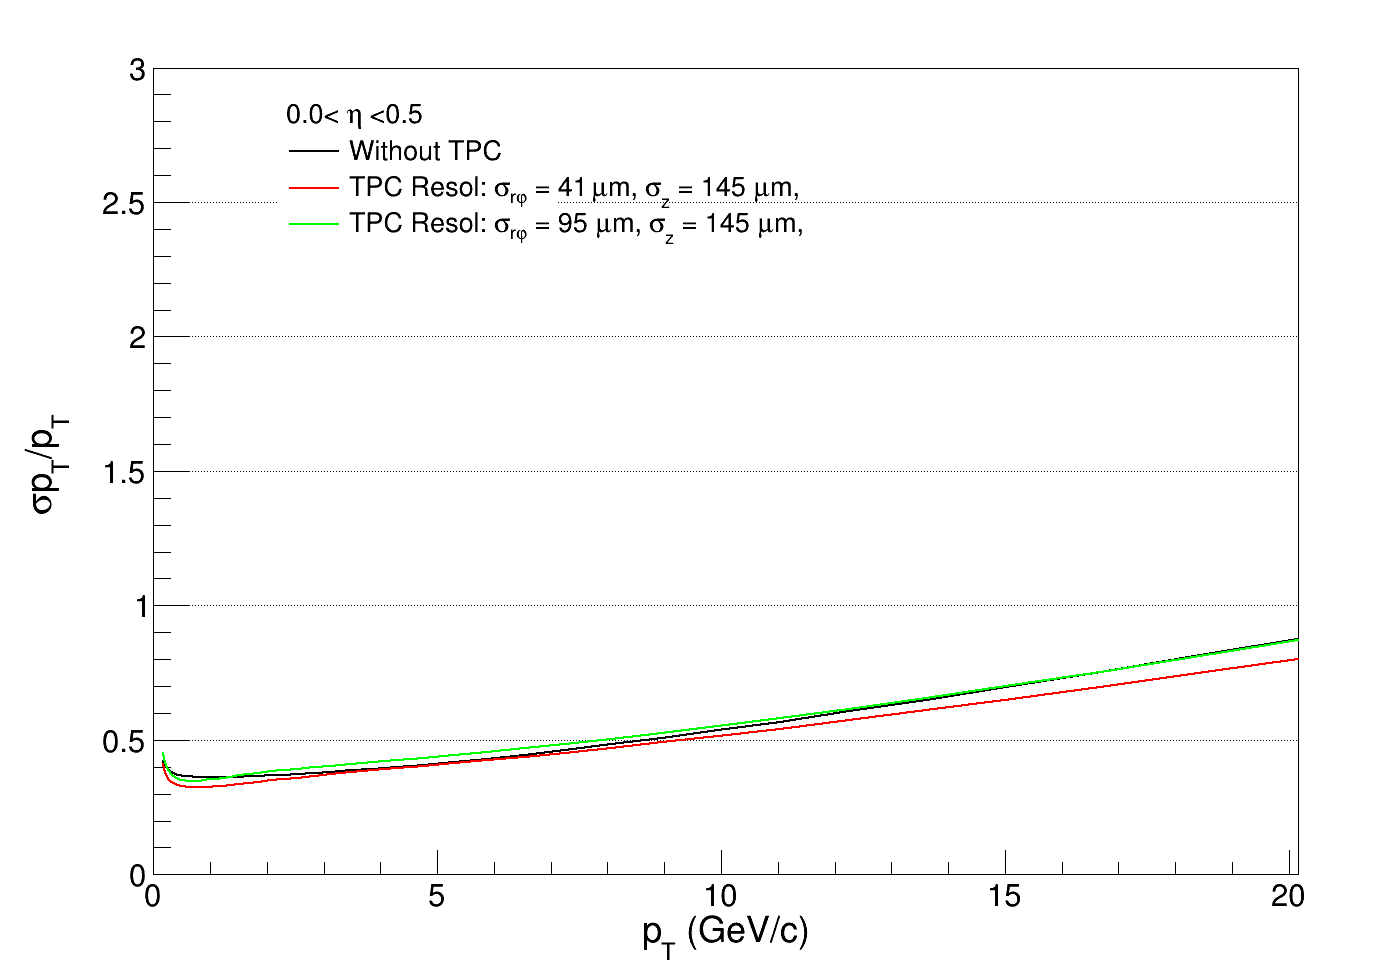 3
0.0< η <0.5
Without TPC
TPC Resol: σrφ = 41 μm, σz = 145 μm,
2.5
TPC Resol: σrφ = 95 μm, σz = 145 μm,
2
1.5
σpT/pT
1
0.5
0
0 5 10 15 20
pT (GeV/c)